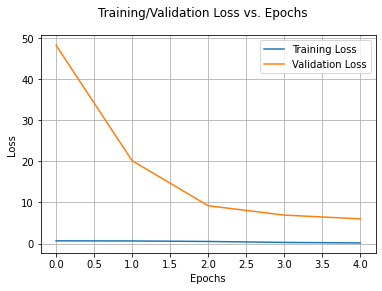 Training/Validation Loss vs. Epochs
50
40
30
20
10
0
Loss
Training Loss
Validation Loss
0.0 0.5 1.0 1.5 2.0 2.5 3.0 3.5 4.0
Epochs